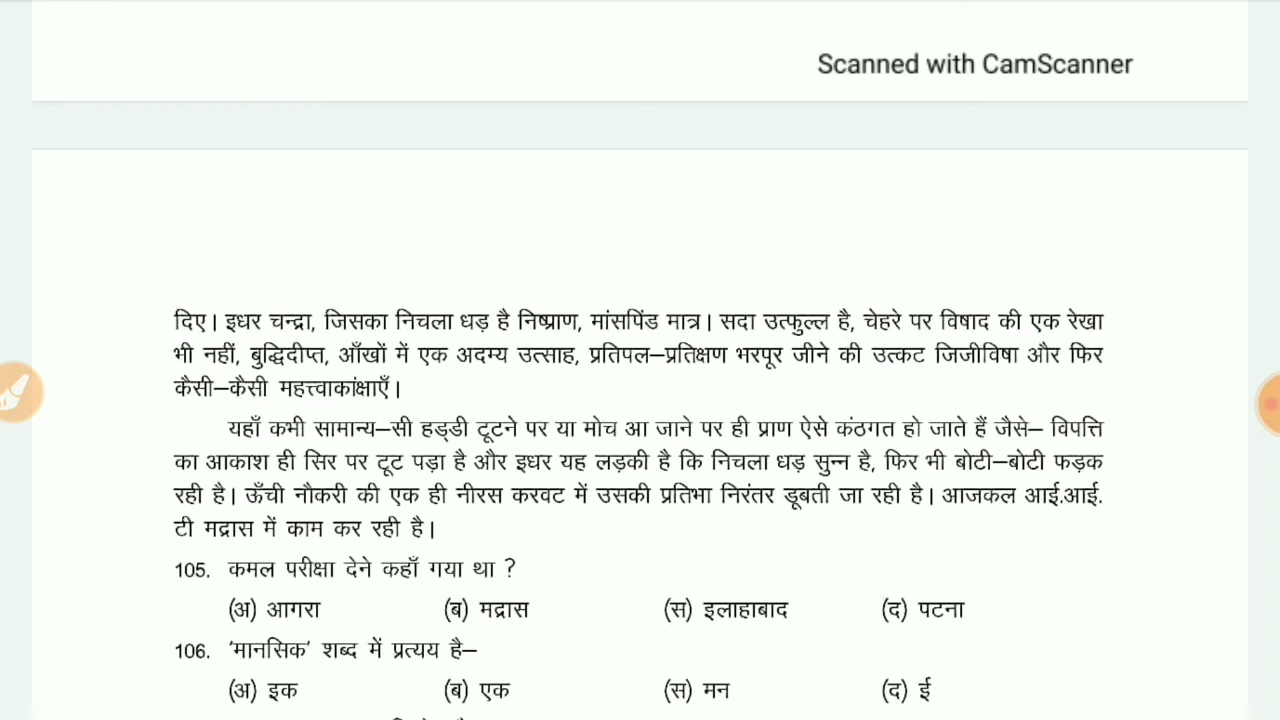 Scanned with CamScanner
दिए। इधर चन्द्रा, जिसका निचला धड़ है निष्प्राण, मांसपिंड मात्र। सदा उत्फुल्ल है, चेहरे पर विषाद की एक रेखा
भी नहीं, बुद्धिदीप्त, आँखों में एक अदम्य उत्साह, प्रतिपल–प्रतिक्षण भरपूर जीने की उत्कट जिजीविषा और फिर
कैसी–कैसी महत्त्वाकांक्षाएँ।
यहाँ कभी सामान्य–सी हड्डी टूटने पर या मोच आ जाने पर ही प्राण ऐसे कंठगत हो जाते हैं जैसे– विपत्ति
का आकाश ही सिर पर टूट पड़ा है और इधर यह लड़की है कि निचला धड़ सुन्न है, फिर भी बोटी–बोटी फड़क
रही है। ऊँची नौकरी की एक ही नीरस करवट में उसकी प्रतिभा निरंतर डूबती जा रही है। आजकल आई.आई.
टी मद्रास में काम कर रही है।
105. कमल परीक्षा देने कहाँ गया था ?
(अ) आगरा (ब) मद्रास (स) इलाहाबाद (द) पटना
106. ‘मानसिक’ शब्द में प्रत्यय है–
(अ) इक (ब) एक (स) मन (द) ई